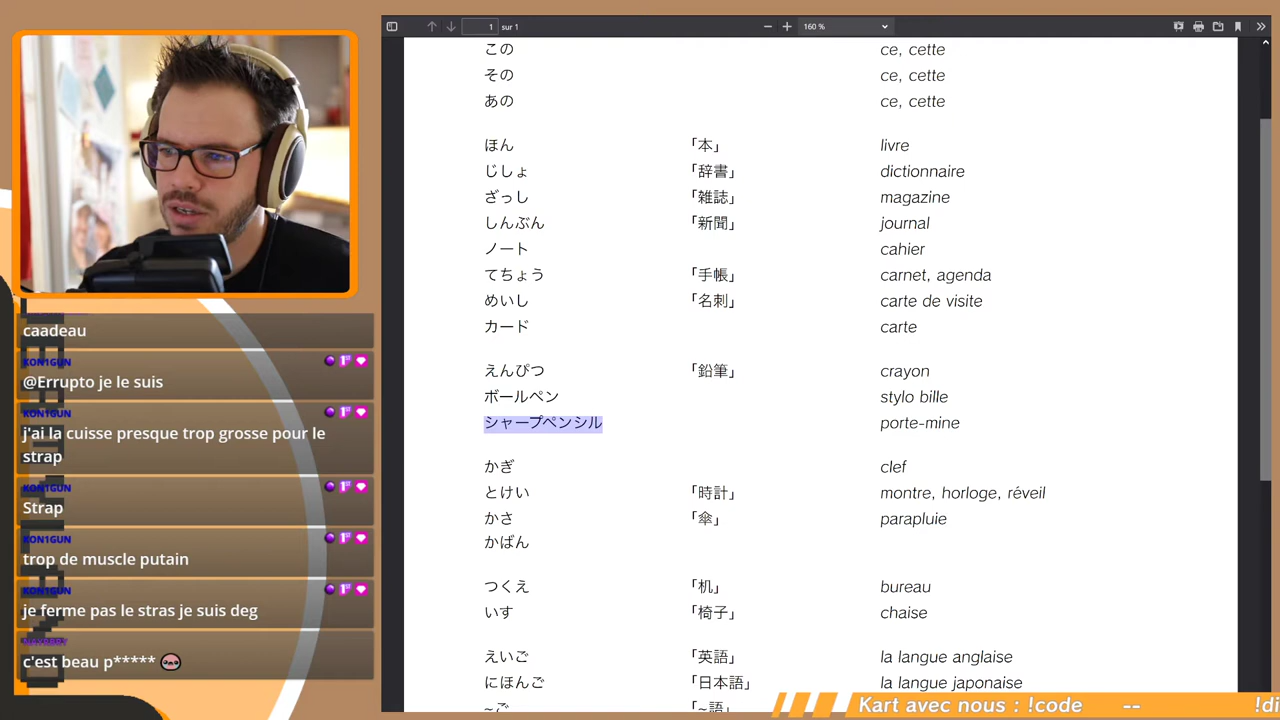 1 sur 1 160 %
この ce, cette
その ce, cette
あの ce, cette
ほん 「本」 livre
じしょ 「辞書」 dictionnaire
ざっし 「雑誌」 magazine
しんぶん 「新聞」 journal
ノート cahier
てちょう 「手帳」 carnet, agenda
めいし 「名刺」 carte de visite
カード carte
えんぴつ 「鉛筆」 crayon
ボールペン stylo bille
シャープペンシル porte-mine
かぎ clef
とけい 「時計」 montre, horloge, réveil
かさ 「傘」 parapluie
かばん
つくえ 「机」 bureau
いす 「椅子」 chaise
えいご 「英語」 la langue anglaise
にほんご 「日本語」 la langue japonaise
~ご 「~語」
caadeau
KON1GUN
@Errupto je le suis
KON1GUN
j'ai la cuisse presque trop grosse pour le
strap
KON1GUN
Strap
KON1GUN
trop de muscle putain
KON1GUN
je ferme pas le stras je suis deg
c'est beau p*****
Kart avec nous : !code -- !di